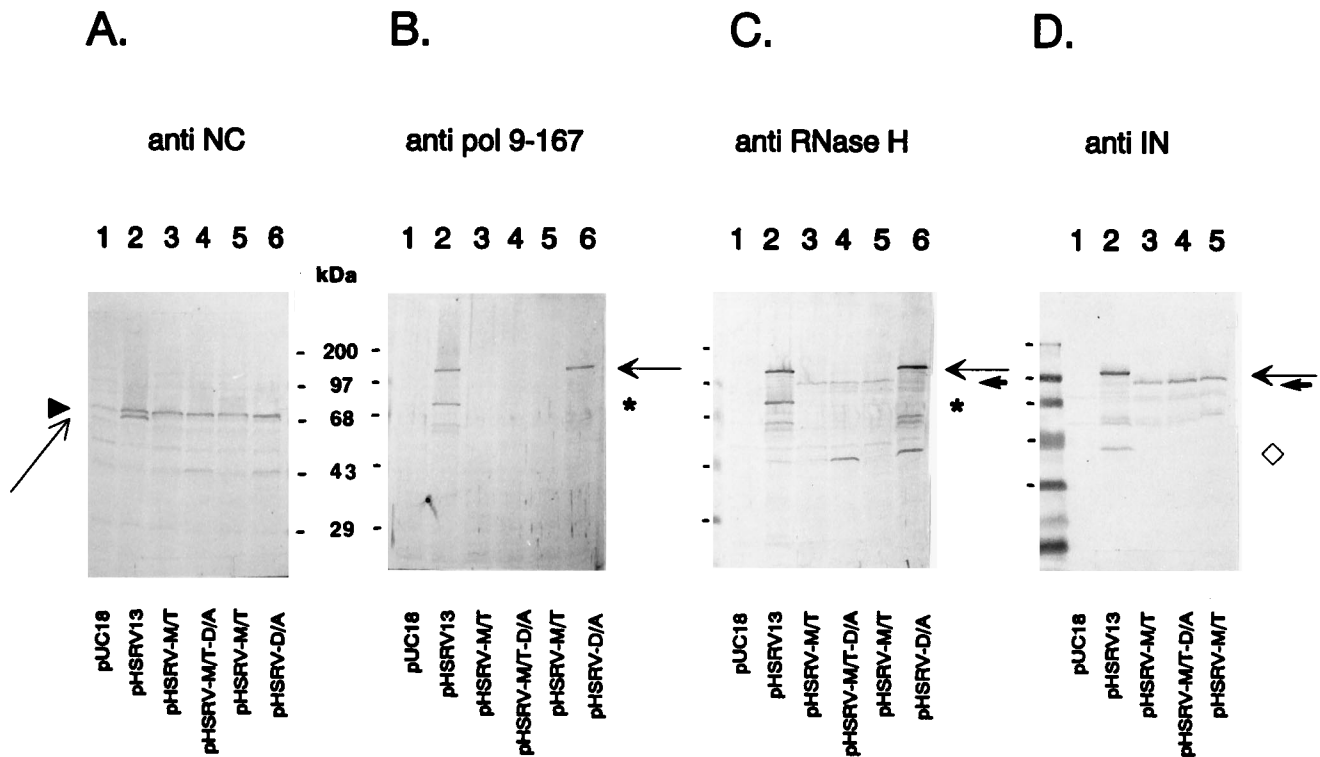 A.
B.
C.
D.
anti NC
anti pol 9-167
anti RNase H
anti IN
1 2 3 4 5 6
1 2 3 4 5 6
1 2 3 4 5 6
1 2 3 4 5
kDa
200
97
68
43
29
*
*
pUC18
pHSRV13
pHSRV-M/T
pHSRV-M/T-D/A
pHSRV-M/T
pHSRV-D/A
pUC18
pHSRV13
pHSRV-M/T
pHSRV-M/T-D/A
pHSRV-M/T
pHSRV-D/A
pUC18
pHSRV13
pHSRV-M/T
pHSRV-M/T-D/A
pHSRV-M/T
pHSRV-D/A
pUC18
pHSRV13
pHSRV-M/T
pHSRV-M/T-D/A
pHSRV-M/T